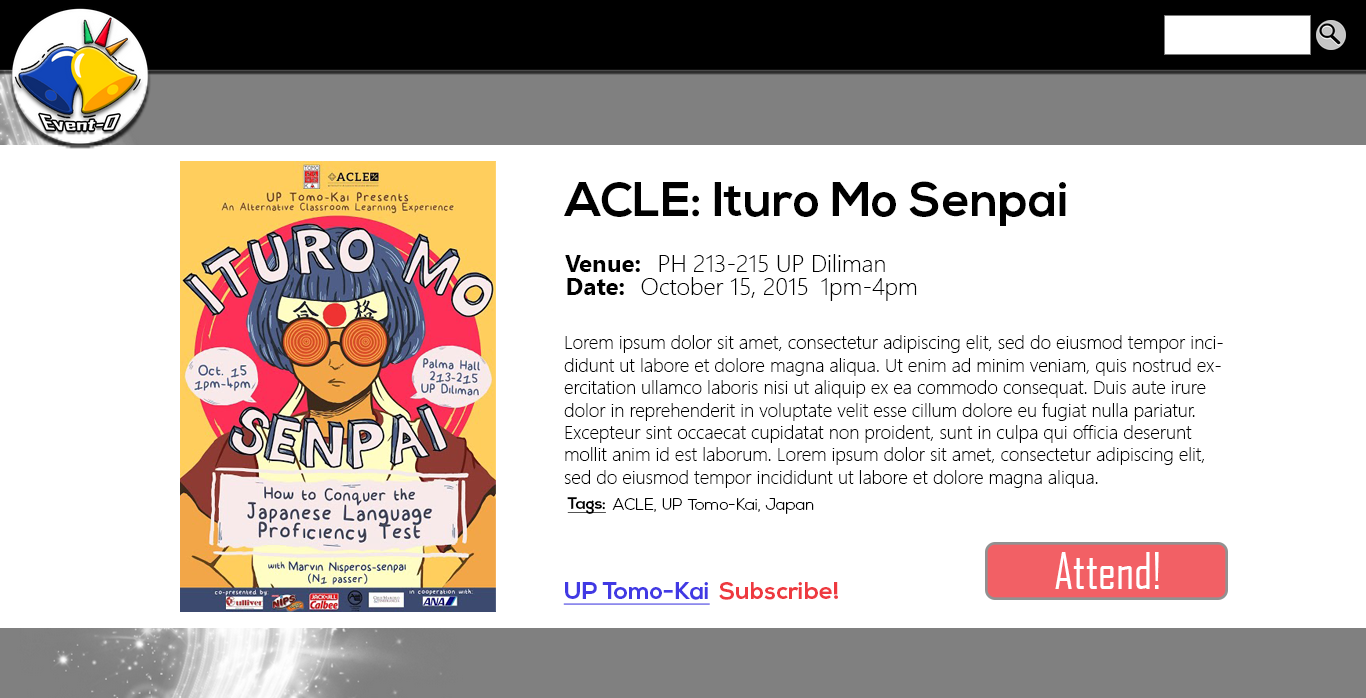 Event-O
ACLE
UP Tomo-Kai Presents
An Alternative Classroom Learning Experience
ITURO MO
合 格
Oct. 15
1pm-4pm
Palma Hall
213-215
UP Diliman
SENPAI
How to Conquer the
Japanese Language
Proficiency Test
with Marvin Nisperos-senpai
(N1 passer)
co-presented by:
in cooperation with:
Gulliver
NIPS
JACK 'n JILL
Calbee
ANA
ACLE: Ituro Mo Senpai
Venue: PH 213-215 UP Diliman
Date: October 15, 2015 1pm-4pm
Lorem ipsum dolor sit amet, consectetur adipiscing elit, sed do eiusmod tempor inci-
didunt ut labore et dolore magna aliqua. Ut enim ad minim veniam, quis nostrud ex-
ercitation ullamco laboris nisi ut aliquip ex ea commodo consequat. Duis aute irure
dolor in reprehenderit in voluptate velit esse cillum dolore eu fugiat nulla pariatur.
Excepteur sint occaecat cupidatat non proident, sunt in culpa qui officia deserunt
mollit anim id est laborum. Lorem ipsum dolor sit amet, consectetur adipiscing elit,
sed do eiusmod tempor incididunt ut labore et dolore magna aliqua.
Tags: ACLE, UP Tomo-Kai, Japan
Attend!
UP Tomo-Kai Subscribe!